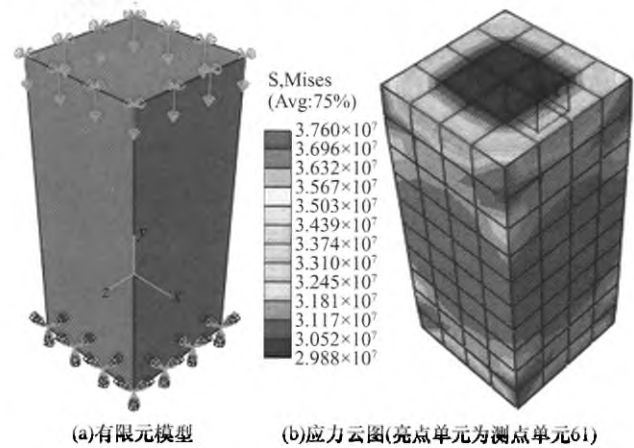 S,Mises
(Avg:75%)
3.760×10⁷
3.696×10⁷
3.632×10⁷
3.567×10⁷
3.503×10⁷
3.439×10⁷
3.374×10⁷
3.310×10⁷
3.245×10⁷
3.181×10⁷
3.117×10⁷
3.052×10⁷
2.988×10⁷
y
z
x
(a)有限元模型
(b)应力云图(亮点单元为测点单元61)